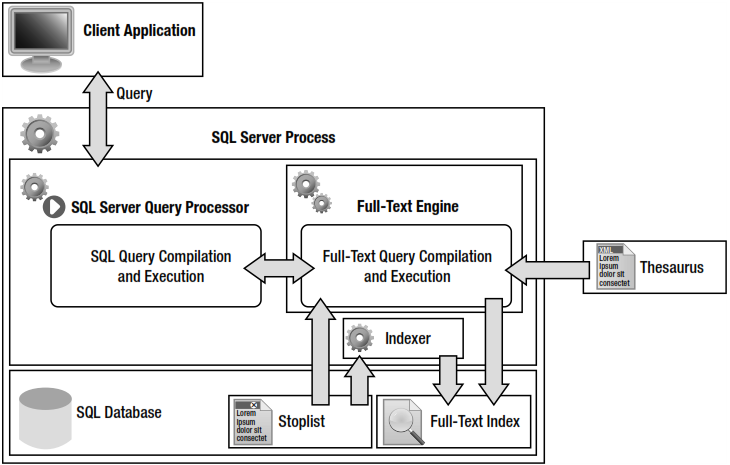 Client Application
Query
SQL Server Process
SQL Server Query Processor
Full-Text Engine
SQL Query Compilation
and Execution
Full-Text Query Compilation
and Execution
XML
Lorem
ipsum
dolor sit
consectet
Thesaurus
Indexer
SQL Database
Lorem
ipsum
dolor sit
consectet
Stoplist
Full-Text Index